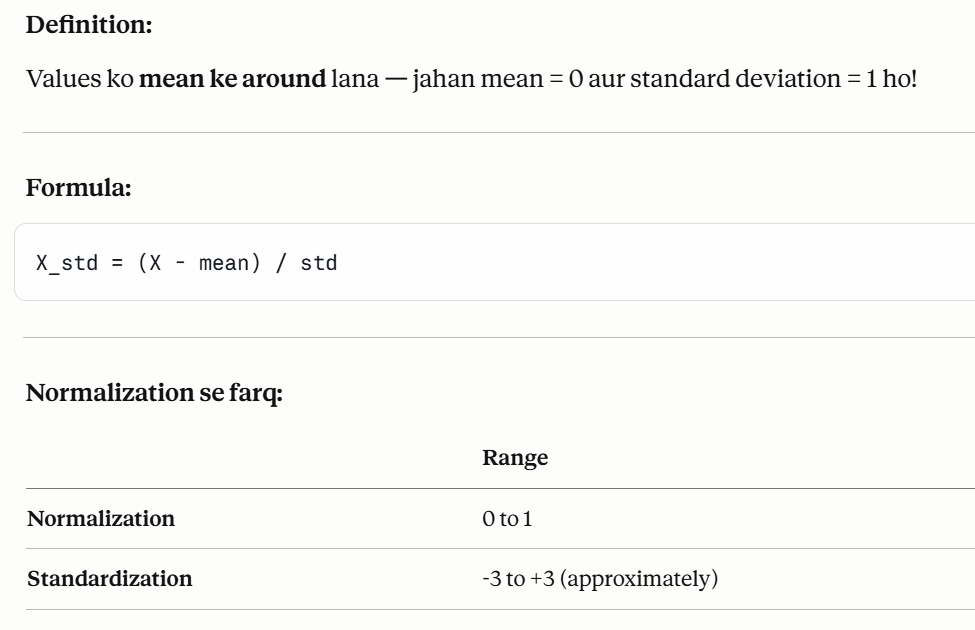 Definition:
Values ko mean ke around lana — jahan mean = 0 aur standard deviation = 1 ho!
Formula:
X_std = (X - mean) / std
Normalization se farq:
Range
Normalization 0 to 1
Standardization -3 to +3 (approximately)